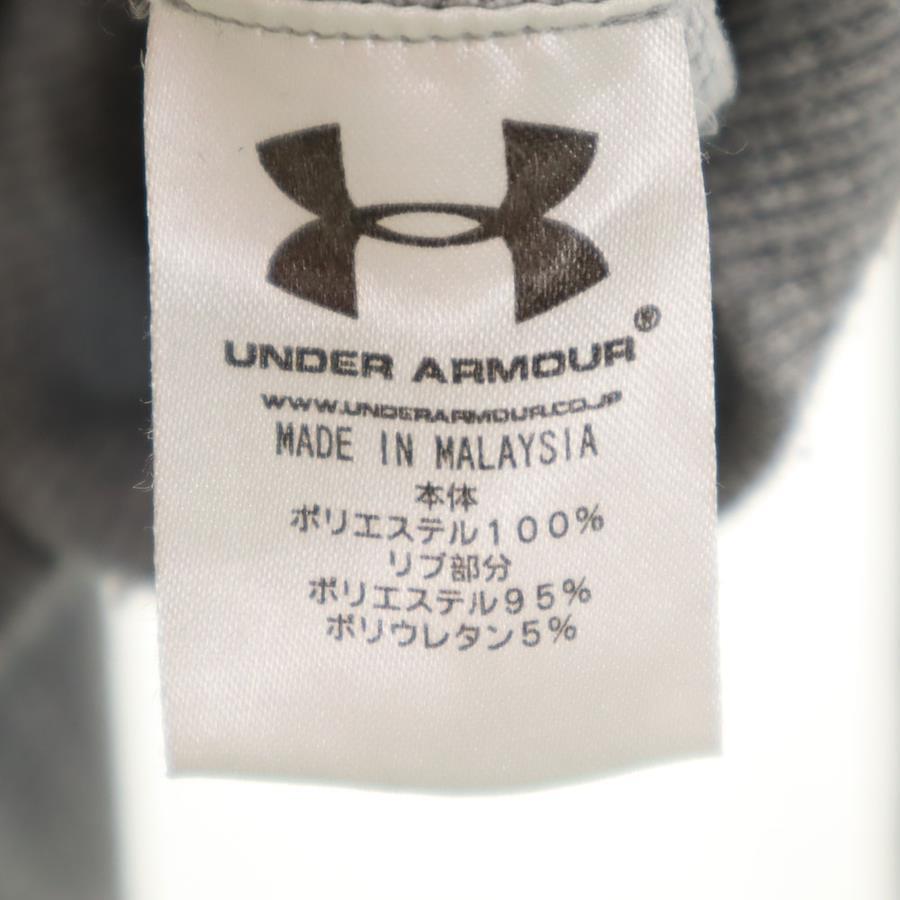 UNDER ARMOUR®
WWW.UNDERARMOUR.CO.JP
MADE IN MALAYSIA
本体
ポリエステル１００％
リブ部分
ポリエステル９５％
ポリウレタン５％